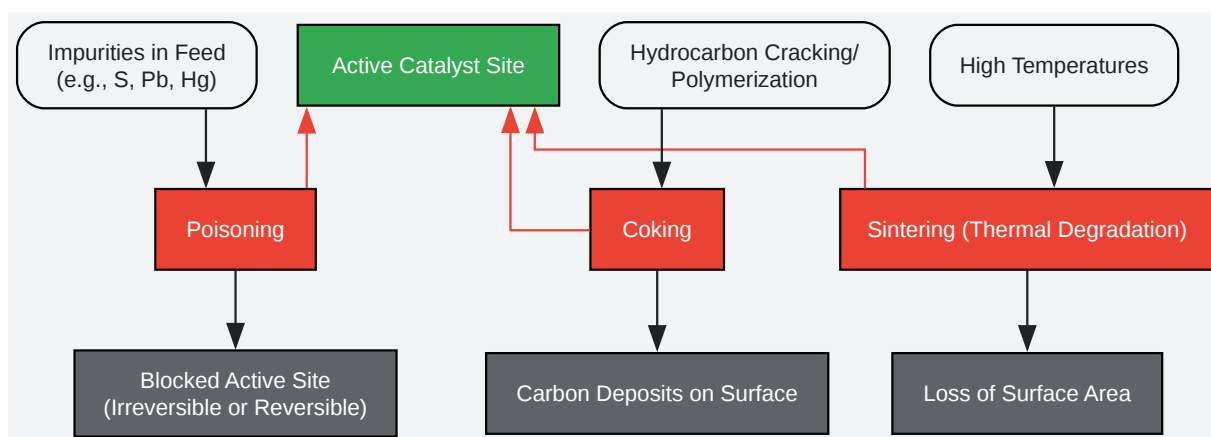 Impurities in Feed
(e.g., S, Pb, Hg)
Active Catalyst Site
Hydrocarbon Cracking/
Polymerization
High Temperatures
Poisoning
Coking
Sintering (Thermal Degradation)
Blocked Active Site
(Irreversible or Reversible)
Carbon Deposits on Surface
Loss of Surface Area